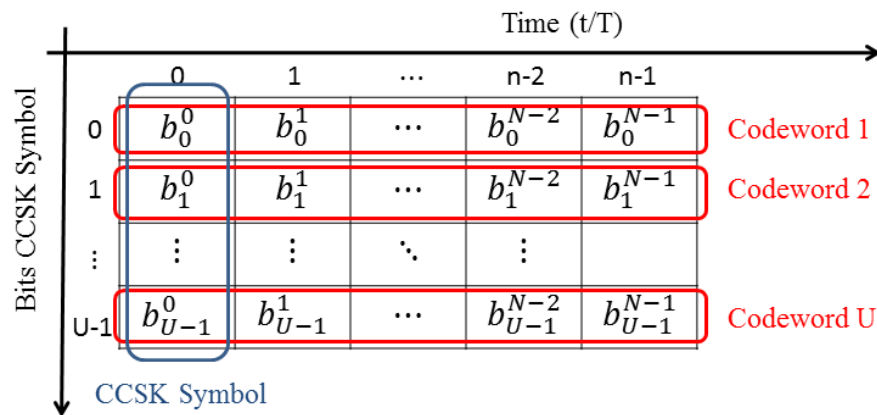 Time (t/T)
0 1 ⋯ n-2 n-1
0 b_0^0 b_0^1 ⋯ b_0^{N-2} b_0^{N-1} Codeword 1
1 b_1^0 b_1^1 ⋯ b_1^{N-2} b_1^{N-1} Codeword 2
⋮ ⋮ ⋮ ⋱ ⋮
U-1 b_{U-1}^0 b_{U-1}^1 ⋯ b_{U-1}^{N-2} b_{U-1}^{N-1} Codeword U
Bits CCSK Symbol
CCSK Symbol